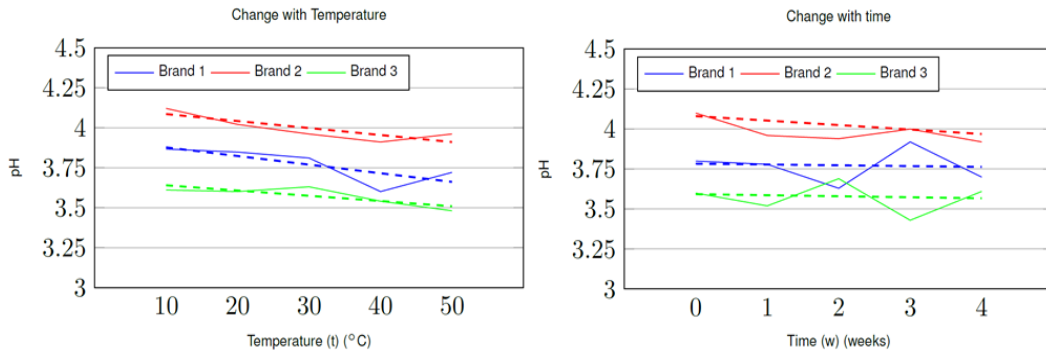 Change with Temperature
4.5
4.25
4
3.75
3.5
3.25
3
pH
Brand 1 Brand 2 Brand 3
10 20 30 40 50
Temperature (t) (°C)
Change with time
4.5
4.25
4
3.75
3.5
3.25
3
pH
Brand 1 Brand 2 Brand 3
0 1 2 3 4
Time (w) (weeks)